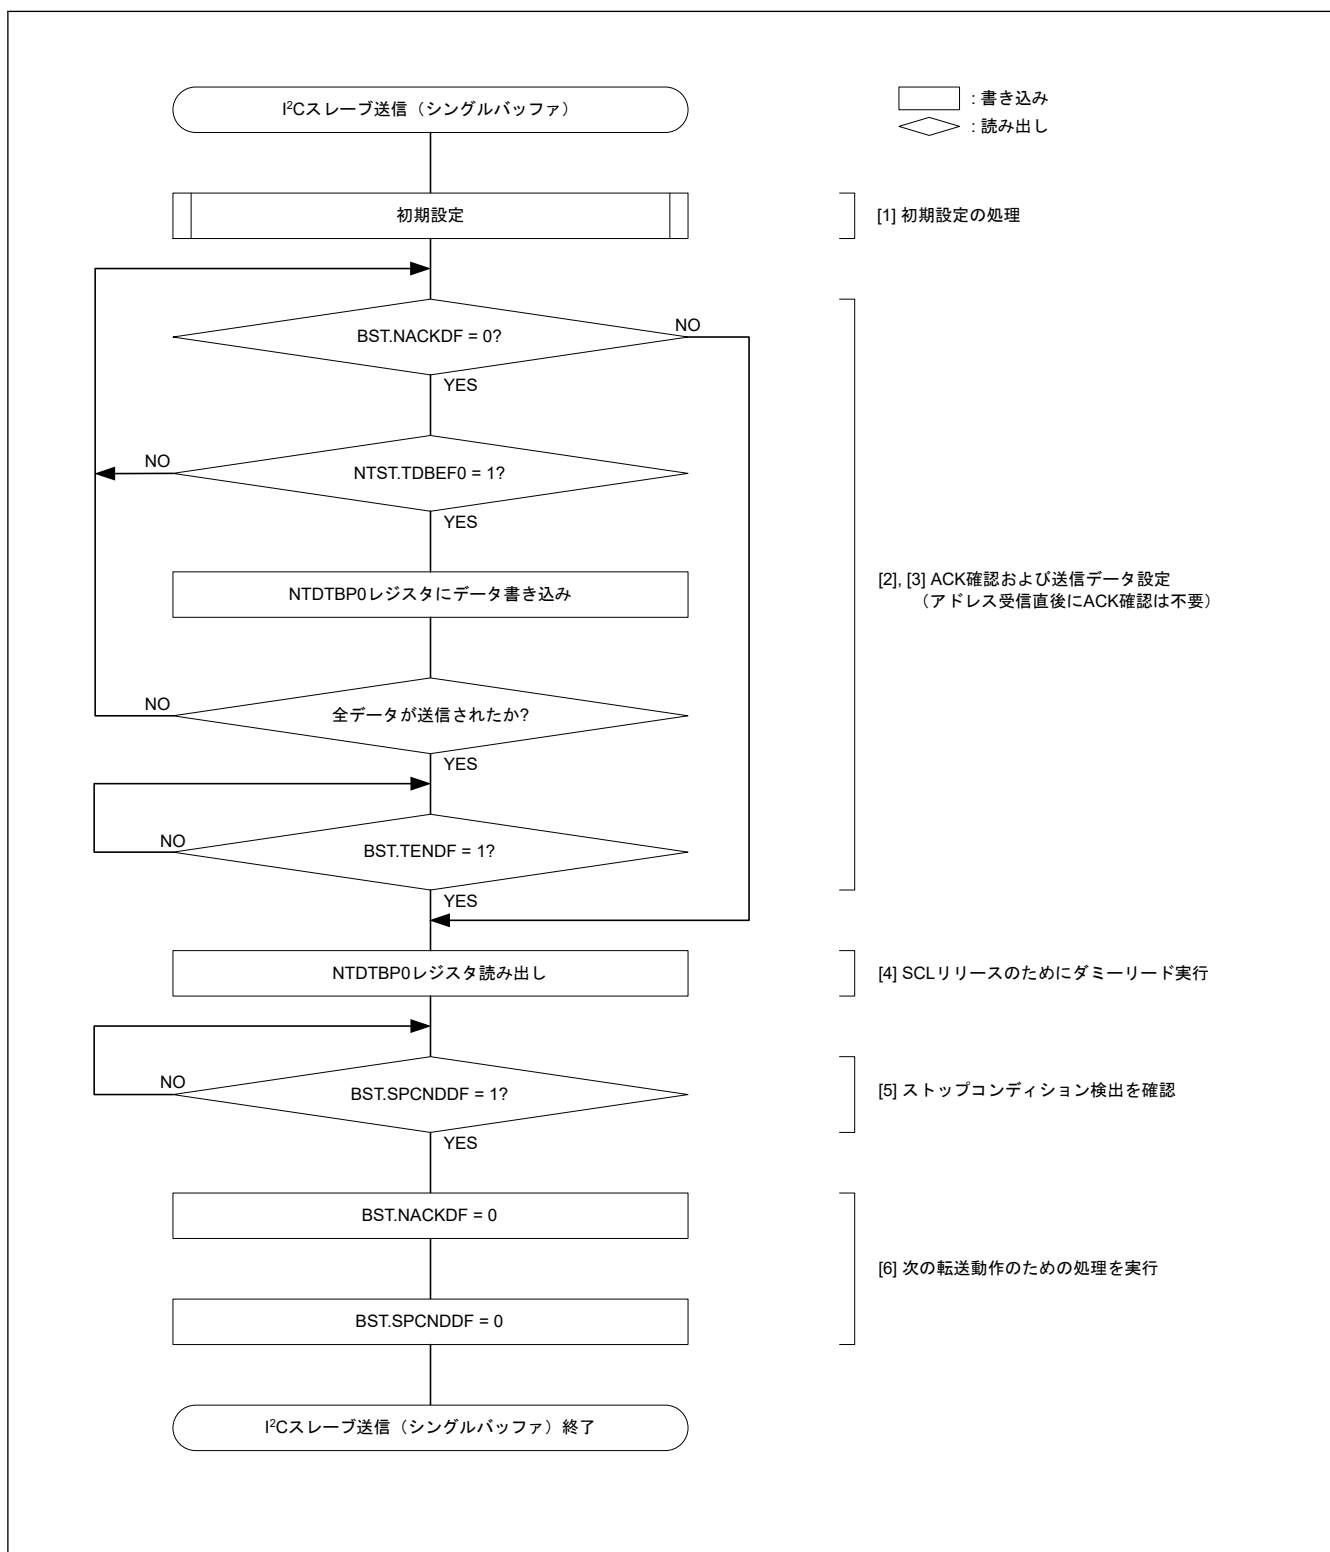 I²Cスレーブ送信（シングルバッファ）
: 書き込み
: 読み出し
初期設定
[1] 初期設定の処理
BST.NACKDF = 0?
NO
YES
NO
NTST.TDBEF0 = 1?
YES
NTDTBP0レジスタにデータ書き込み
[2], [3] ACK確認および送信データ設定
（アドレス受信直後にACK確認は不要）
NO
全データが送信されたか?
YES
NO
BST.TENDF = 1?
YES
NTDTBP0レジスタ読み出し
[4] SCLリリースのためにダミーリード実行
NO
BST.SPCNDDF = 1?
[5] ストップコンディション検出を確認
YES
BST.NACKDF = 0
[6] 次の転送動作のための処理を実行
BST.SPCNDDF = 0
I²Cスレーブ送信（シングルバッファ）終了